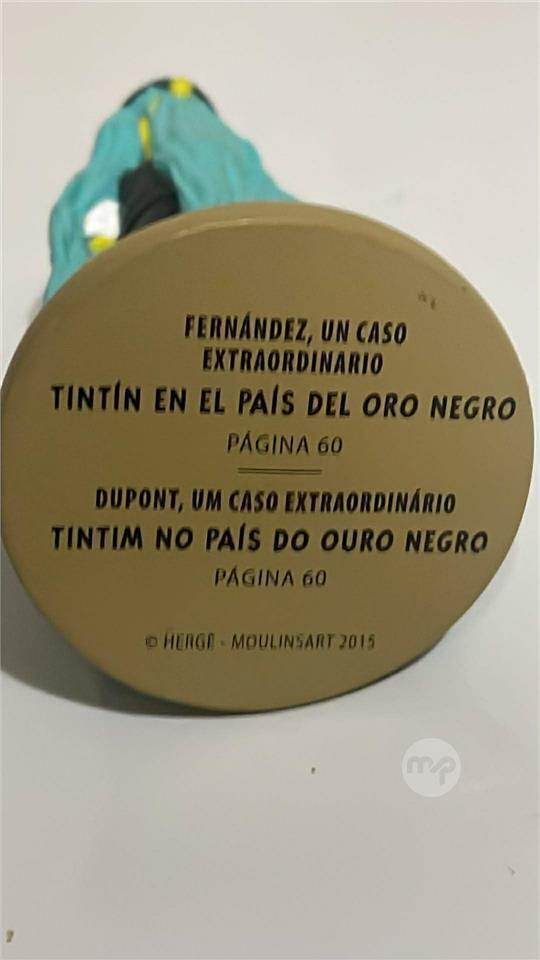 FERNÁNDEZ, UN CASO
EXTRAORDINARIO
TINTÍN EN EL PAÍS DEL ORO NEGRO
PÁGINA 60
DUPONT, UM CASO EXTRAORDINÁRIO
TINTIM NO PAÍS DO OURO NEGRO
PÁGINA 60
© HERGÉ - MOULINSART 2015
mp